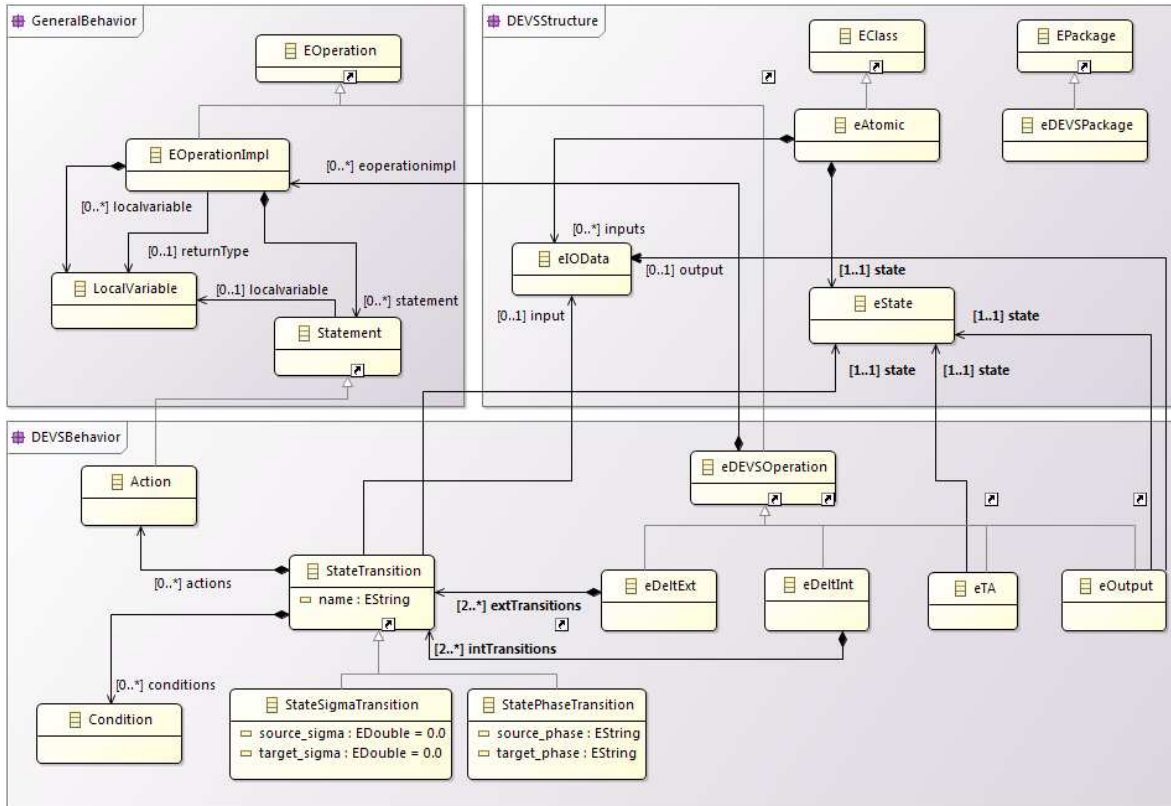 GeneralBehavior
EOperation
EOperationImpl
[0..*] eoperationimpl
[0..*] localvariable
[0..1] returnType
LocalVariable
[0..1] localvariable
[0..*] statement
Statement
DEVSStructure
EClass
EPackage
eAtomic
eDEVSPackage
[0..*] inputs
eIOData
[0..1] output
[1..1] state
[0..1] input
eState
[1..1] state
[1..1] state
[1..1] state
DEVSBehavior
Action
eDEVSOperation
[0..*] actions
StateTransition
name : EString
[2..*] extTransitions
eDeltExt
eDeltInt
eTA
eOutput
[2..*] intTransitions
[0..*] conditions
Condition
StateSigmaTransition
source_sigma : EDouble = 0.0
target_sigma : EDouble = 0.0
StatePhaseTransition
source_phase : EString
target_phase : EString